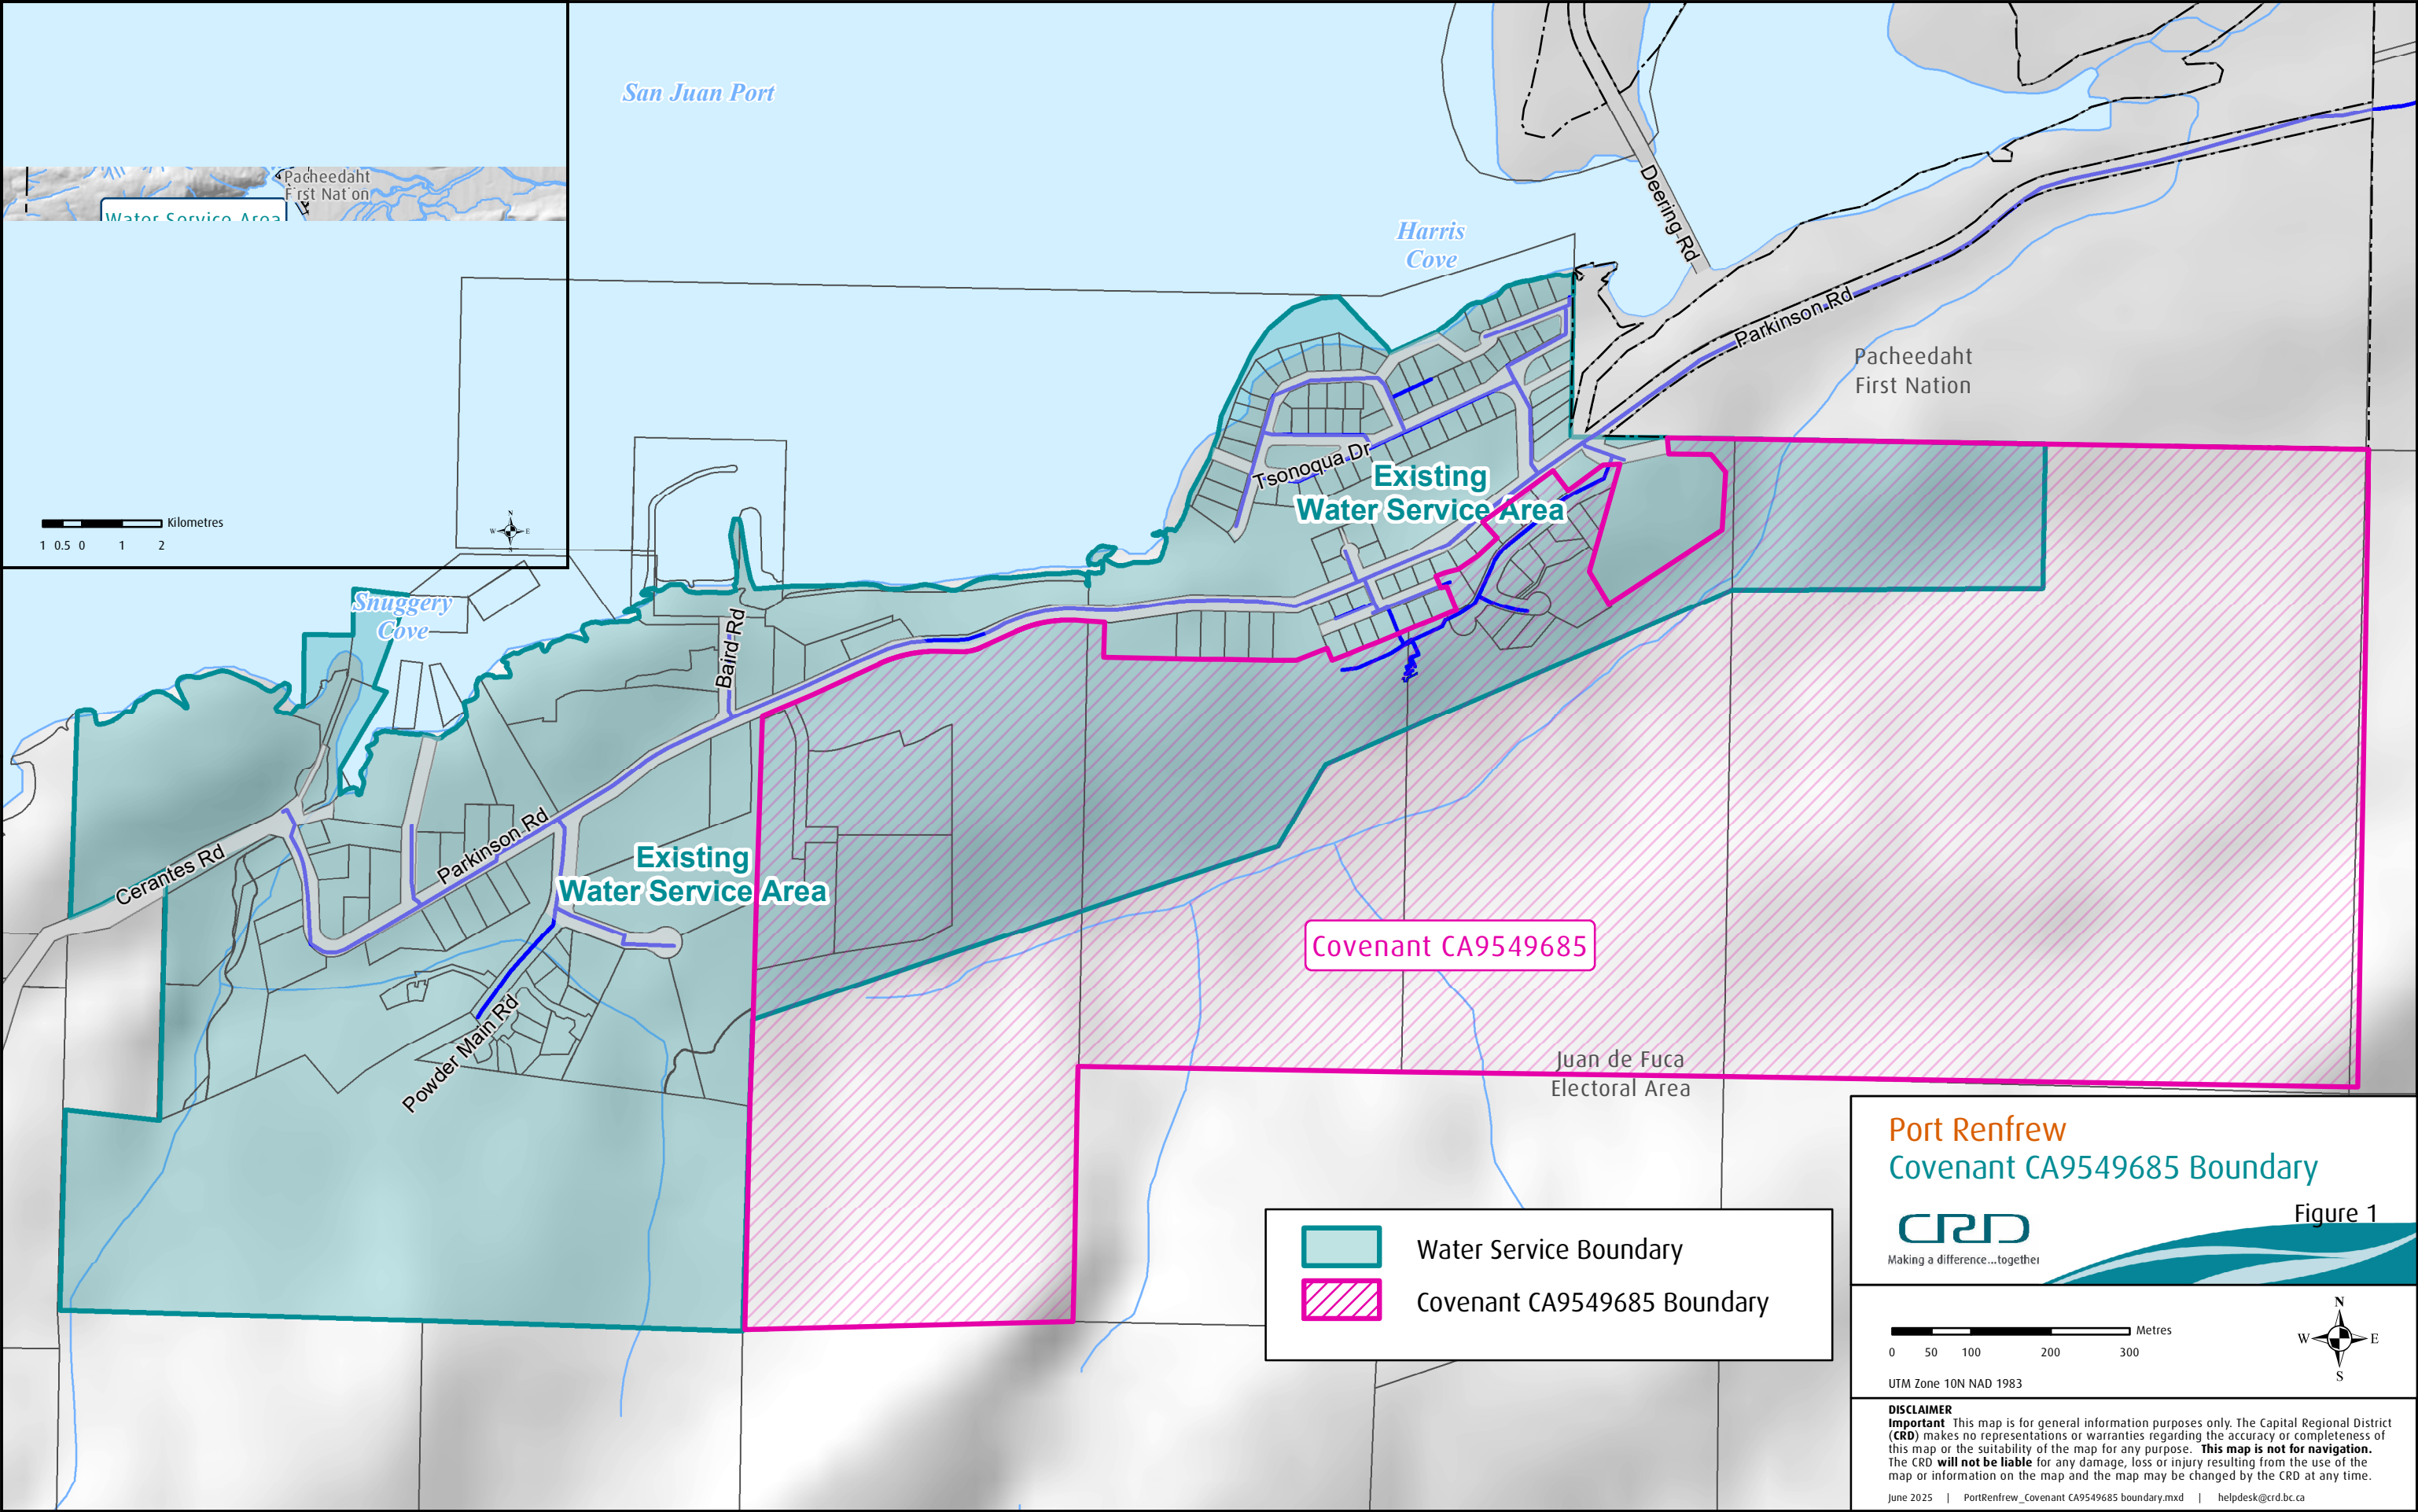 San Juan Port
Pacheedaht
First Nation
Water Service Area
Kilometres
1 0.5 0 1 2
N
W E
S
Harris
Cove
Deering Rd
Parkinson Rd
Pacheedaht
First Nation
Tsonoqua Dr
Existing
Water Service Area
Snuggery
Cove
Baird Rd
Cerantes Rd
Parkinson Rd
Existing
Water Service Area
Powder Main Rd
Covenant CA9549685
Juan de Fuca
Electoral Area
Water Service Boundary
Covenant CA9549685 Boundary
Port Renfrew
Covenant CA9549685 Boundary
Figure 1
CRD
Making a difference...together
Metres
0 50 100 200 300
N
W E
S
UTM Zone 10N NAD 1983
DISCLAIMER
Important This map is for general information purposes only. The Capital Regional District
(CRD) makes no representations or warranties regarding the accuracy or completeness of
this map or the suitability of the map for any purpose. This map is not for navigation.
The CRD will not be liable for any damage, loss or injury resulting from the use of the
map or information on the map and the map may be changed by the CRD at any time.
June 2025 | PortRenfrew_Covenant CA9549685 boundary.mxd | helpdesk@crd.bc.ca